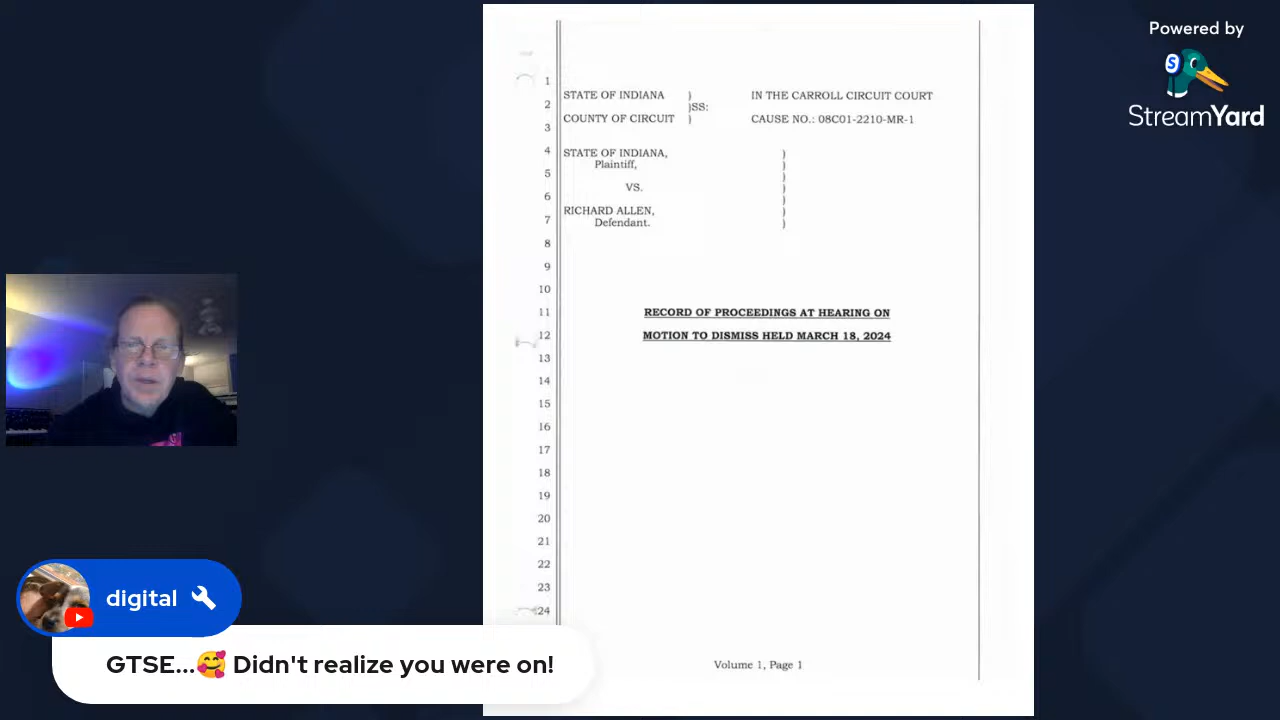 Powered by
StreamYard
1
STATE OF INDIANA ) IN THE CARROLL CIRCUIT COURT
2 )SS:
COUNTY OF CIRCUIT ) CAUSE NO.: 08C01-2210-MR-1
3
4 STATE OF INDIANA, )
Plaintiff, )
5 )
VS. )
6 )
RICHARD ALLEN, )
7 Defendant. )
8
9
10
11 RECORD OF PROCEEDINGS AT HEARING ON
12 MOTION TO DISMISS HELD MARCH 18, 2024
13
14
15
16
17
18
19
20
21
22
23
24
Volume 1, Page 1
digital
GTSE...🥰 Didn't realize you were on!